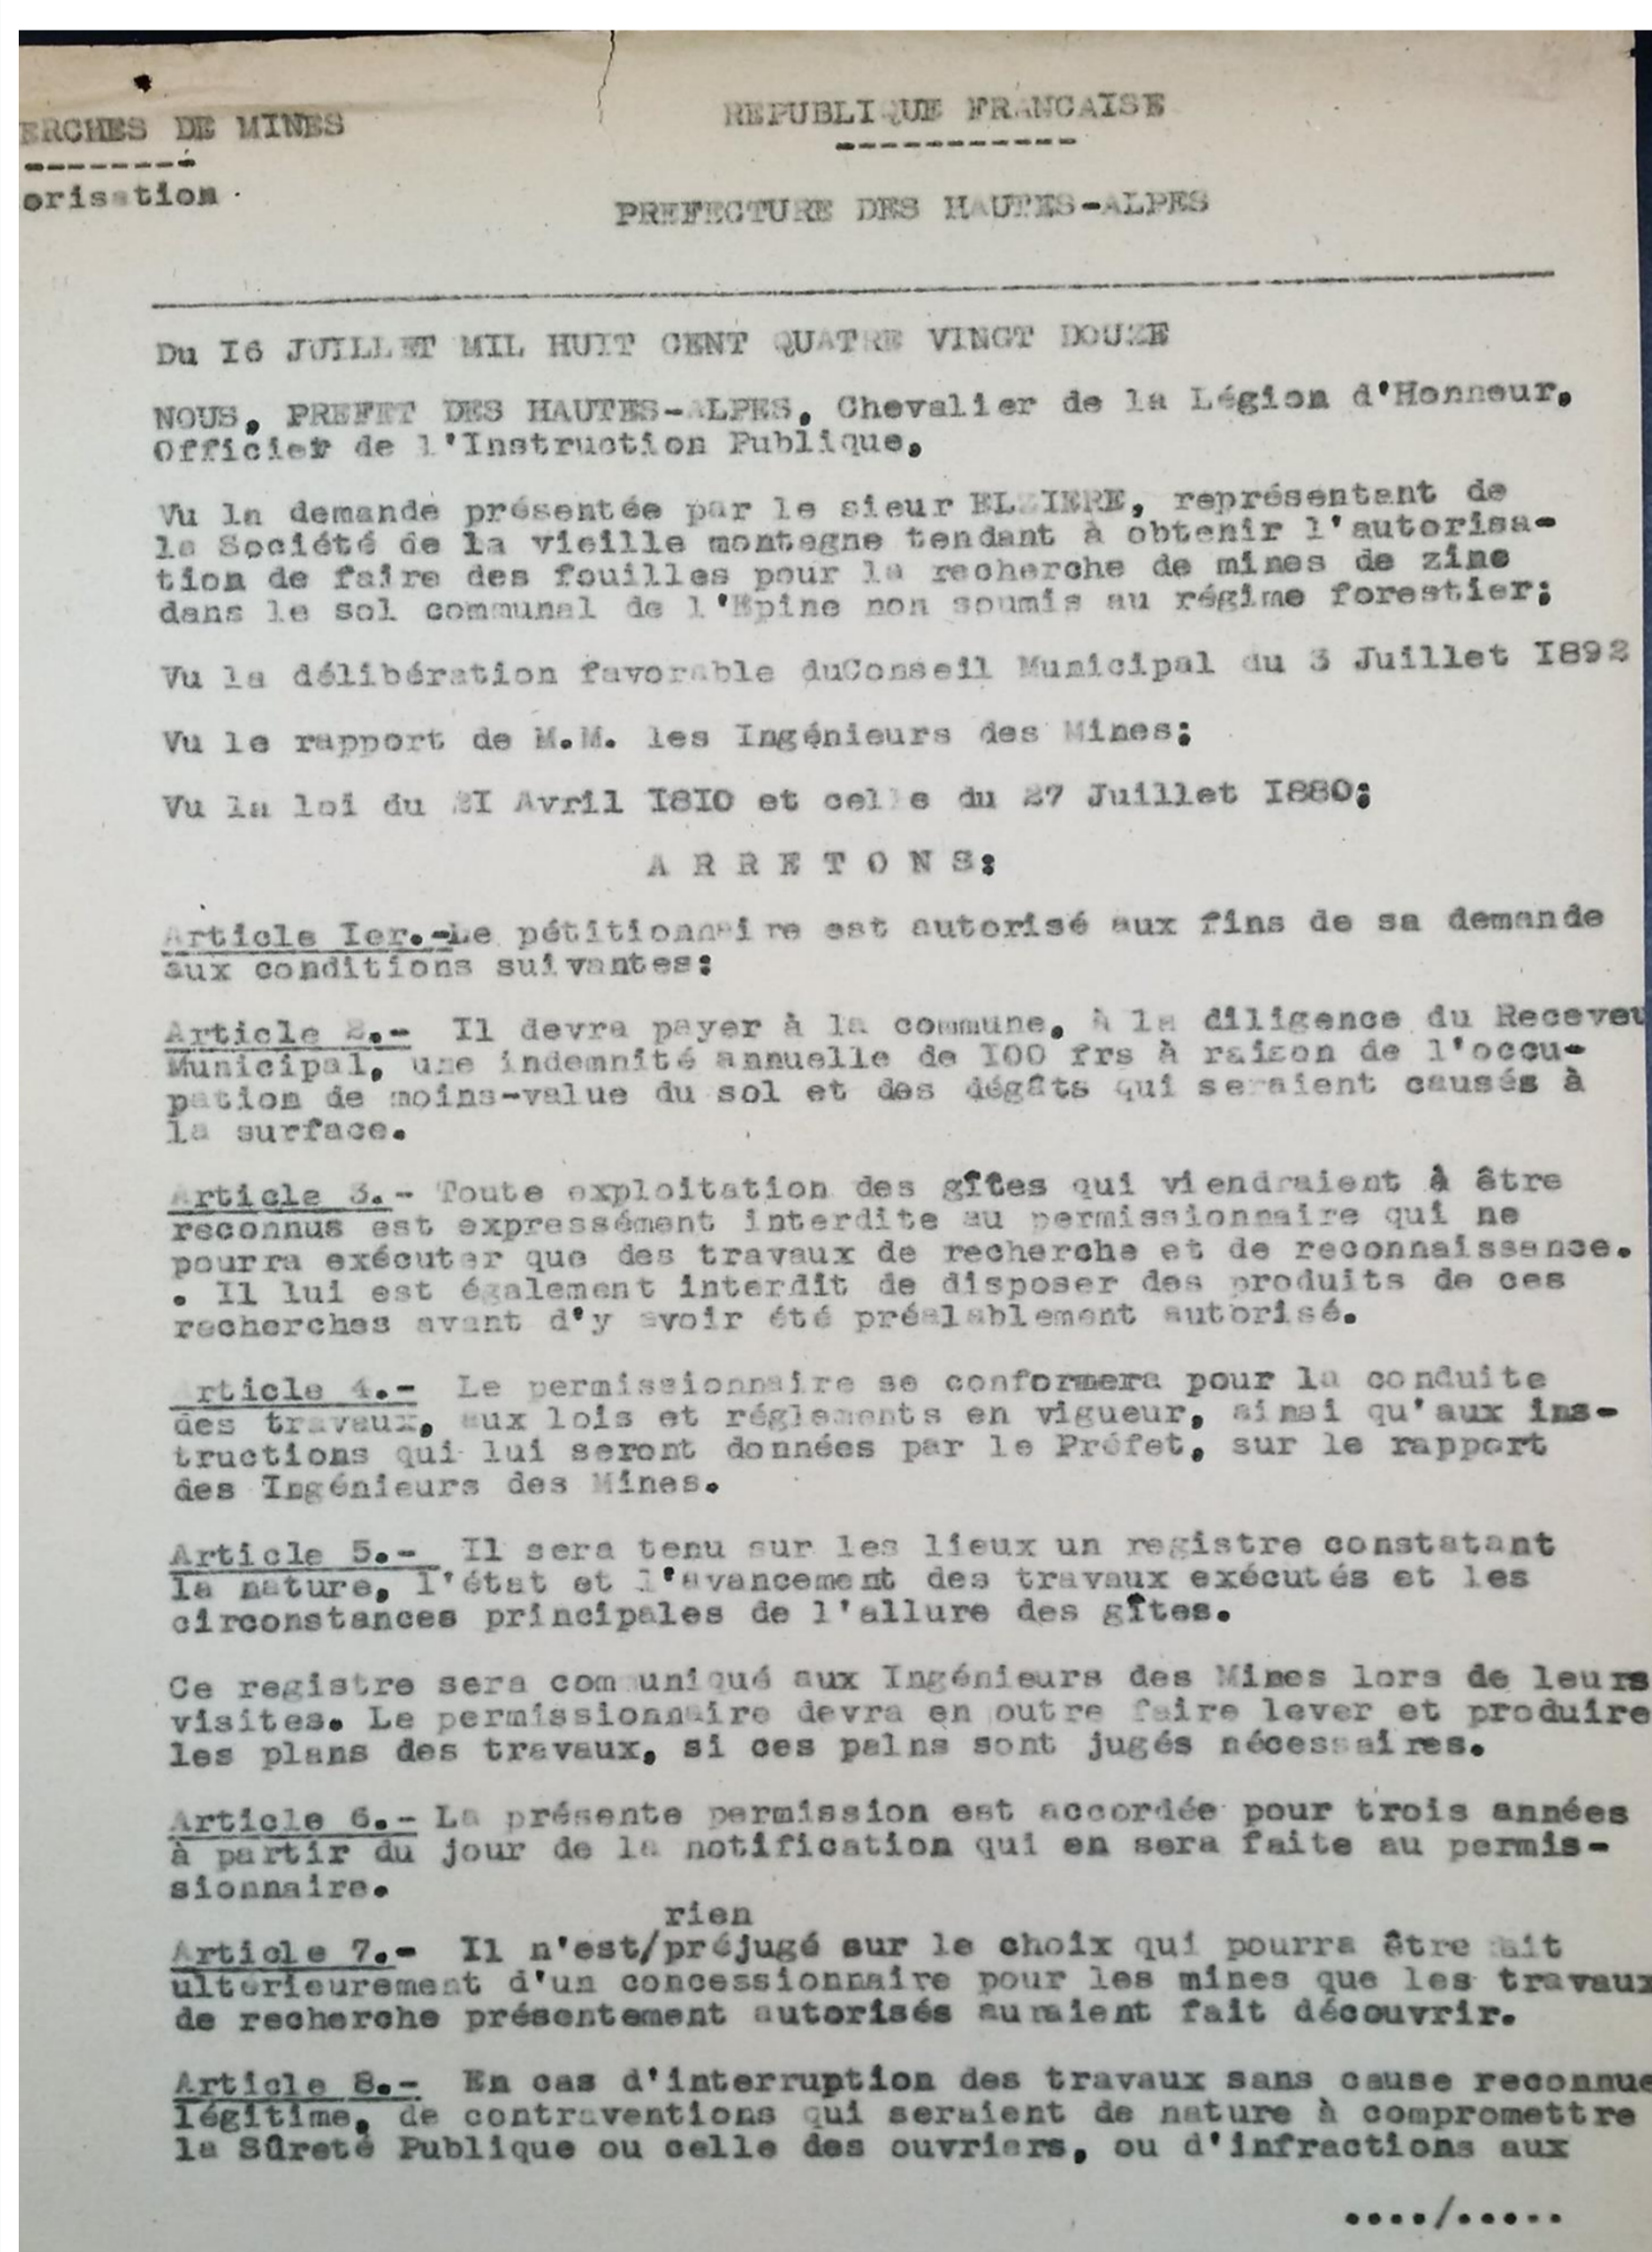 ERCHES DE MINES
orisation
REPUBLIQUE FRANCAISE
PREFECTURE DES HAUTES-ALPES
Du I6 JUILLET MIL HUIT CENT QUATRE VINGT DOUZE
NOUS, PREFET DES HAUTES-ALPES, Chevalier de la Légion d'Honneur,
Officier de l'Instruction Publique,
Vu la demande présentée par le sieur ELZIERE, représentant de
la Société de la vieille montagne tendant à obtenir l'autorisa-
tion de faire des fouilles pour la recherche de mines de zinc
dans le sol communal de l'Epine non soumis au régime forestier;
Vu la délibération favorable duConseil Municipal du 3 Juillet I892
Vu le rapport de M.M. les Ingénieurs des Mines;
Vu la loi du 2I Avril I8I0 et celle du 27 Juillet I880;
A R R E T O N S:
Article Ier.-Le pétitionnaire est autorisé aux fins de sa demande
aux conditions suivantes:
Article 2.- Il devra payer à la commune, à la diligence du Receveu
Municipal, une indemnité annuelle de I00 frs à raison de l'occu-
pation de moins-value du sol et des dégâts qui seraient causés à
la surface.
Article 3.- Toute exploitation des gîtes qui viendraient à être
reconnus est expressément interdite au permissionnaire qui ne
pourra exécuter que des travaux de recherche et de reconnaissance.
. Il lui est également interdit de disposer des produits de ces
recherches avant d'y avoir été préalablement autorisé.
Article 4.- Le permissionnaire se conformera pour la conduite
des travaux, aux lois et réglements en vigueur, ainsi qu'aux ins-
tructions qui lui seront données par le Préfet, sur le rapport
des Ingénieurs des Mines.
Article 5.- Il sera tenu sur les lieux un registre constatant
la nature, l'état et l'avancement des travaux exécutés et les
circonstances principales de l'allure des gîtes.
Ce registre sera communiqué aux Ingénieurs des Mines lors de leurs
visites. Le permissionnaire devra en outre faire lever et produire
les plans des travaux, si ces palns sont jugés nécessaires.
Article 6.- La présente permission est accordée pour trois années
à partir du jour de la notification qui en sera faite au permis-
sionnaire.
rien
Article 7.- Il n'est/préjugé sur le choix qui pourra être fait
ultérieurement d'un concessionnaire pour les mines que les travaux
de recherche présentement autorisés auraient fait découvrir.
Article 8.- En cas d'interruption des travaux sans cause reconnue
légitime, de contraventions qui seraient de nature à compromettre
la Sûreté Publique ou celle des ouvriers, ou d'infractions aux
..../.....